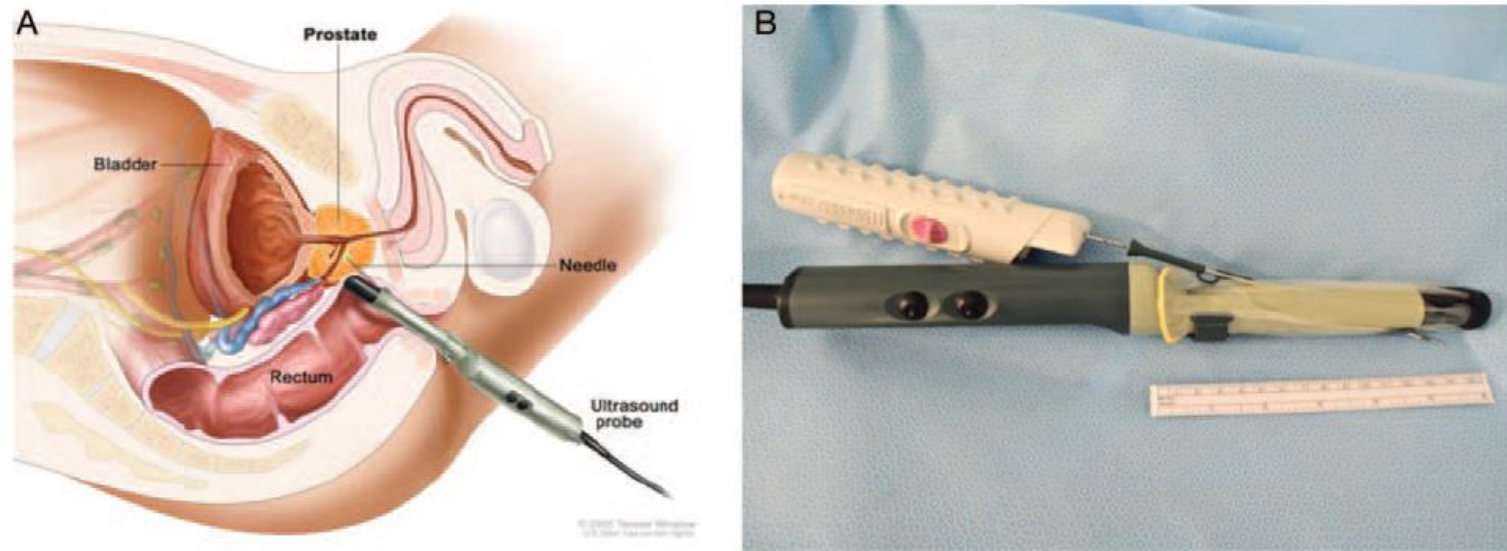 A
Prostate
Bladder
Needle
Rectum
Ultrasound
probe
B